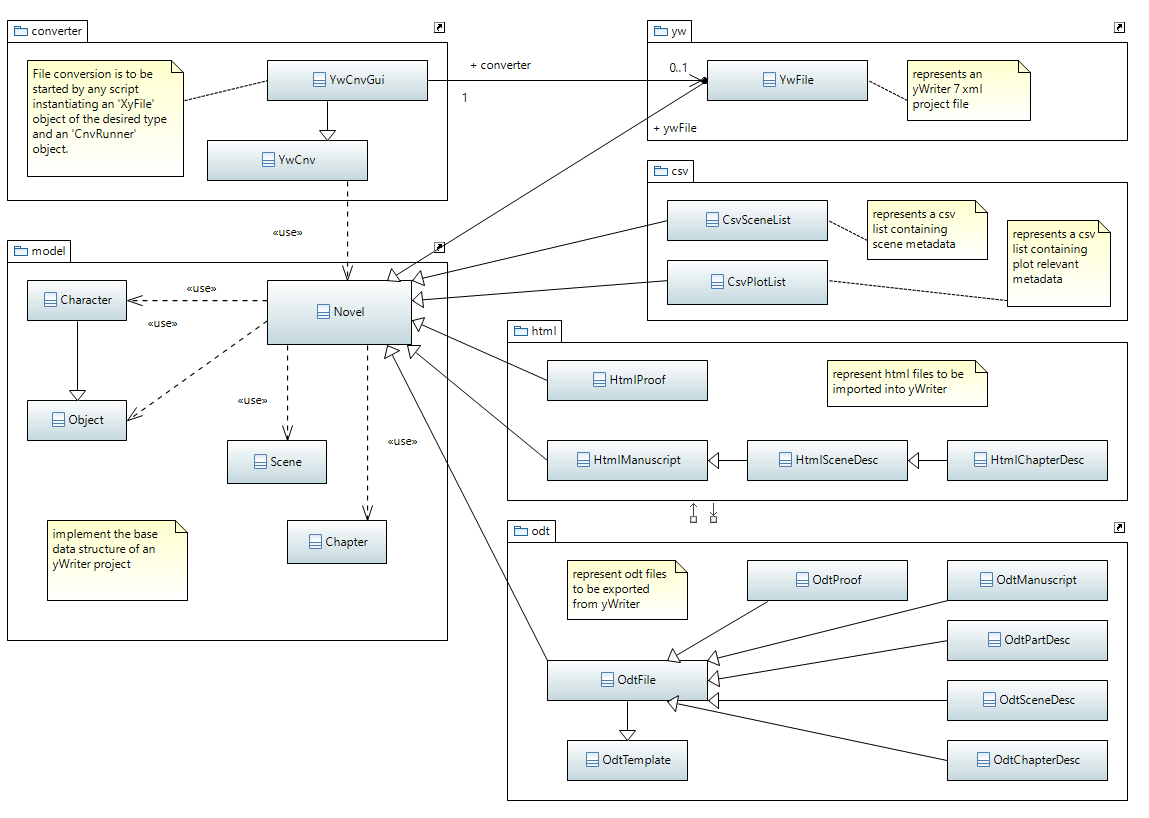 converter
File conversion is to be
started by any script
instantiating an 'XyFile'
object of the desired type
and an 'CnvRunner'
object.
YwCnvGui
YwCnv
+ converter
1
0..1
+ ywFile
yw
YwFile
represents an
yWriter 7 xml
project file
csv
CsvSceneList
CsvPlotList
represents a csv
list containing
scene metadata
represents a csv
list containing
plot relevant
metadata
«use»
model
Character
«use»
«use»
Novel
Object
«use»
Scene
«use»
Chapter
implement the base
data structure of an
yWriter project
html
HtmlProof
represent html files to be
imported into yWriter
HtmlManuscript
HtmlSceneDesc
HtmlChapterDesc
odt
represent odt files
to be exported
from yWriter
OdtProof
OdtManuscript
OdtPartDesc
OdtFile
OdtSceneDesc
OdtTemplate
OdtChapterDesc